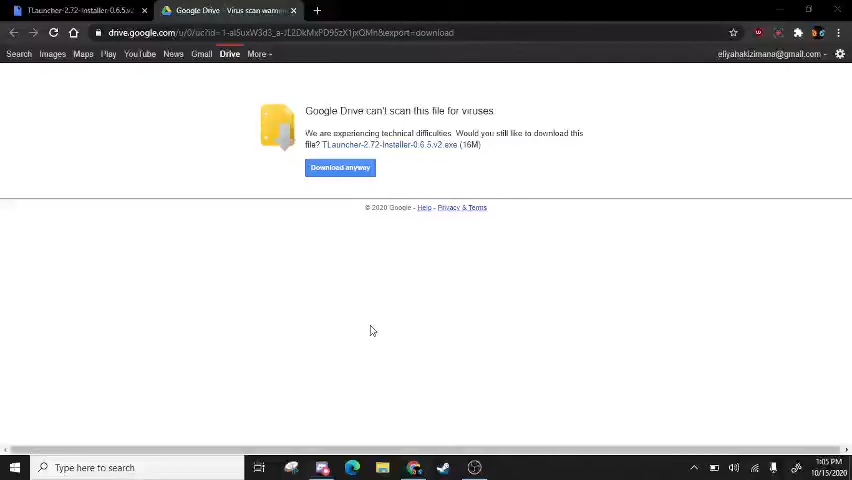 TLauncher-2.72-Installer-0.6.5.v2
Google Drive - Virus scan warn
drive.google.com/u/0/uc?id=
&export=download
Search Images Maps Play YouTube News Gmail Drive More
eliyahakizimana@gmail.com
Google Drive can't scan this file for viruses
We are experiencing technical difficulties. Would you still like to download this
file? TLauncher-2.72-Installer-0.6.5.v2.exe (16M)
Download anyway
© 2020 Google - Help - Privacy & Terms
Type here to search
1:05 PM
10/15/2020